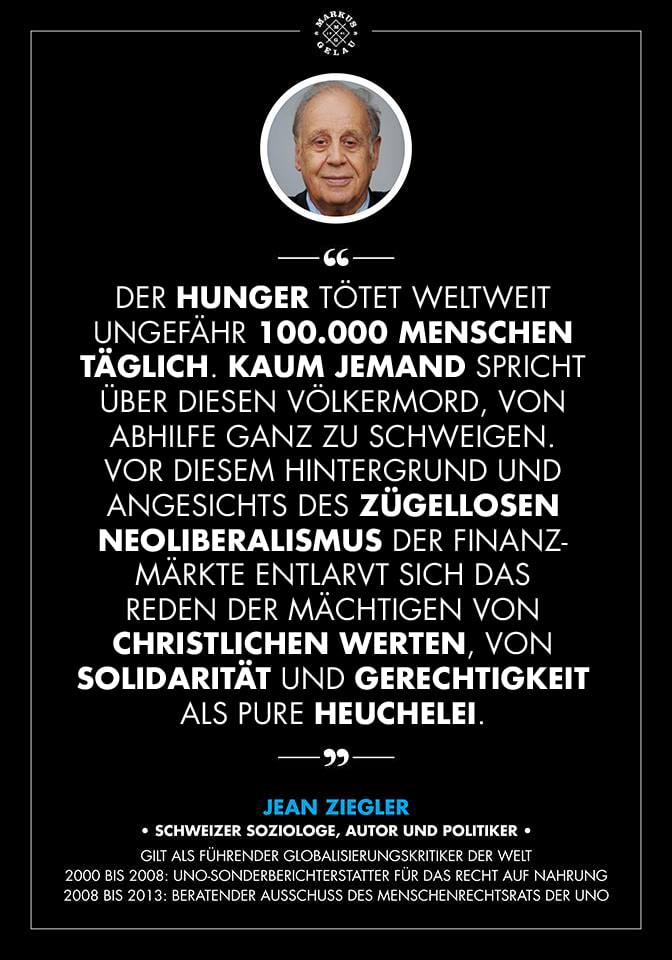 MARKUS
GELAU
“
DER HUNGER TÖTET WELTWEIT
UNGEFÄHR 100.000 MENSCHEN
TÄGLICH. KAUM JEMAND SPRICHT
ÜBER DIESEN VÖLKERMORD, VON
ABHILFE GANZ ZU SCHWEIGEN.
VOR DIESEM HINTERGRUND UND
ANGESICHTS DES ZÜGELLOSEN
NEOLIBERALISMUS DER FINANZ-
MÄRKTE ENTLARVT SICH DAS
REDEN DER MÄCHTIGEN VON
CHRISTLICHEN WERTEN, VON
SOLIDARITÄT UND GERECHTIGKEIT
ALS PURE HEUCHELEI.
”
JEAN ZIEGLER
• SCHWEIZER SOZIOLOGE, AUTOR UND POLITIKER •
GILT ALS FÜHRENDER GLOBALISIERUNGSKRITIKER DER WELT
2000 BIS 2008: UNO-SONDERBERICHTERSTATTER FÜR DAS RECHT AUF NAHRUNG
2008 BIS 2013: BERATENDER AUSSCHUSS DES MENSCHENRECHTSRATS DER UNO